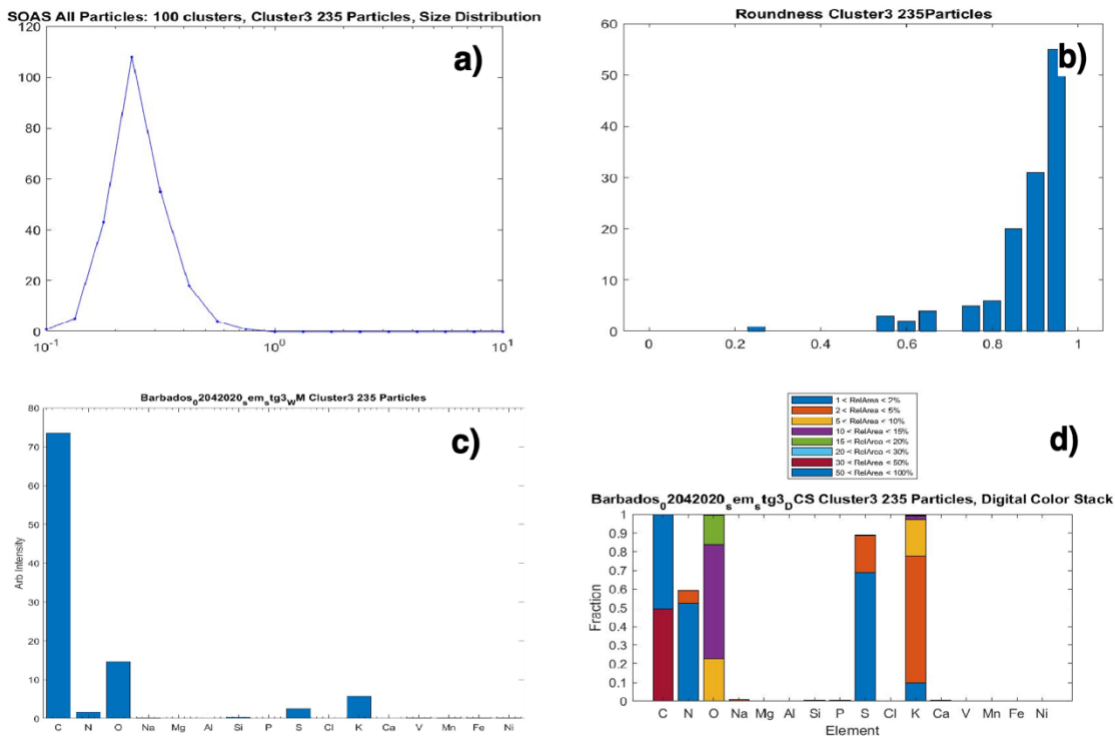 SOAS All Particles: 100 clusters, Cluster3 235 Particles, Size Distribution
a)
120
100
80
60
40
20
0
10-1
100
101
Roundness Cluster3 235Particles
b)
60
50
40
30
20
10
0
0
0.2
0.4
0.6
0.8
1
Barbados02042020semstg3WM Cluster3 235 Particles
c)
80
70
60
50
40
30
20
10
0
Arb Intensity
C N O Na Mg Al Si P S Cl K Ca V Mn Fe Ni
1 < RelArea < 2%
2 < RelArea < 5%
5 < RelArea < 10%
10 < RelArea < 15%
15 < RelArea < 20%
20 < RelArea < 30%
30 < RelArea < 50%
50 < RelArea < 100%
d)
Barbados02042020semstg3DCS Cluster3 235 Particles, Digital Color Stack
1
0.9
0.8
0.7
0.6
0.5
0.4
0.3
0.2
0.1
0
Fraction
C N O Na Mg Al Si P S Cl K Ca V Mn Fe Ni
Element